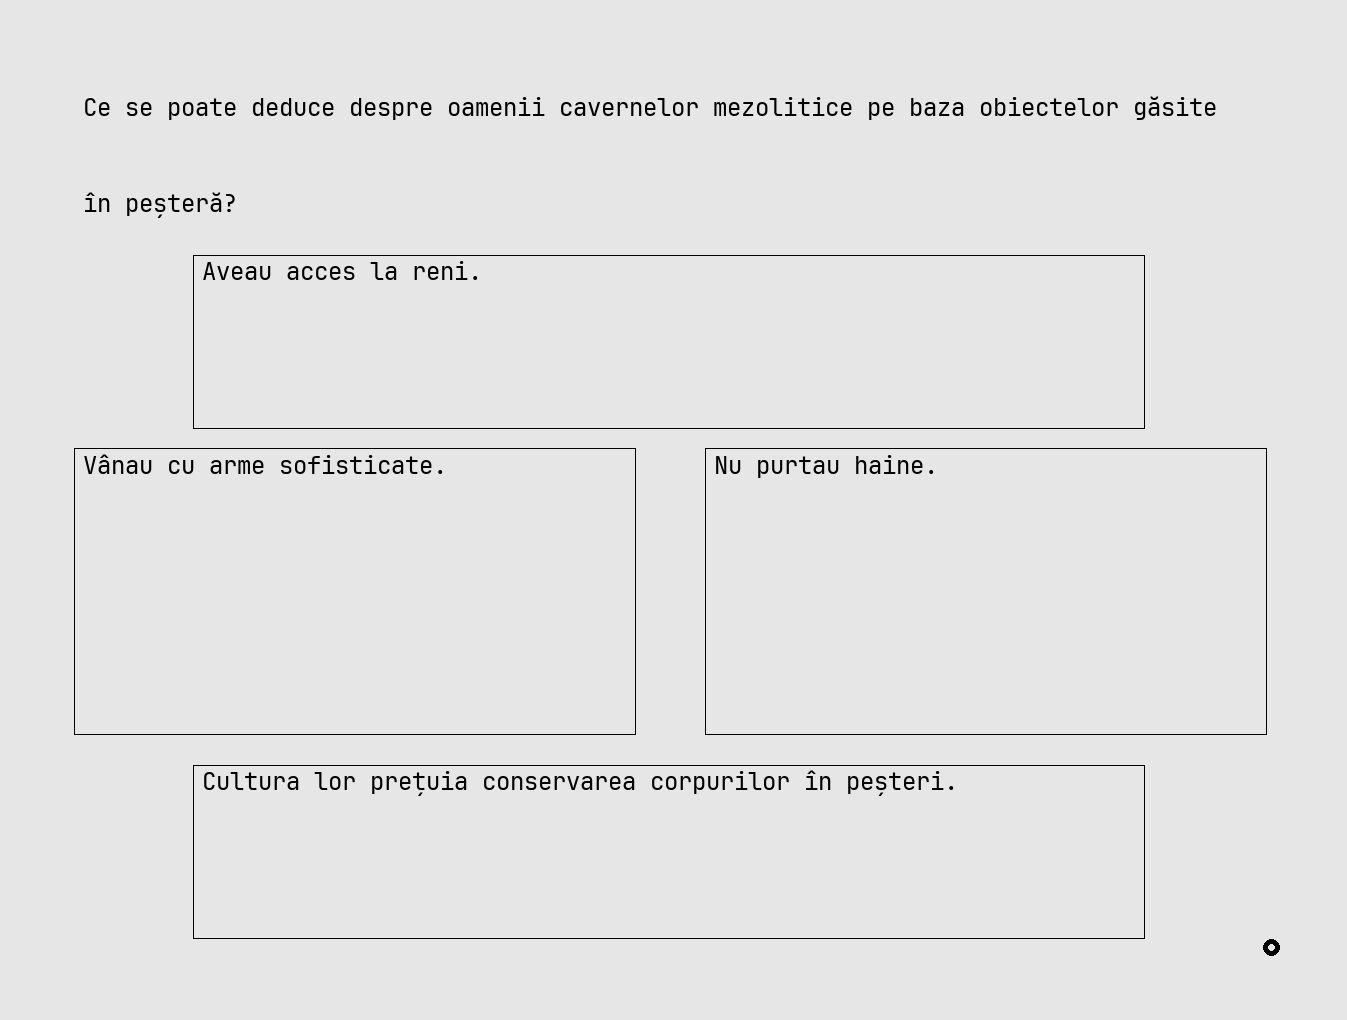 Ce se poate deduce despre oamenii cavernelor mezolitice pe baza obiectelor găsite
în peșteră?
Aveau acces la reni.
Vânau cu arme sofisticate.
Nu purtau haine.
Cultura lor prețuia conservarea corpurilor în peșteri.